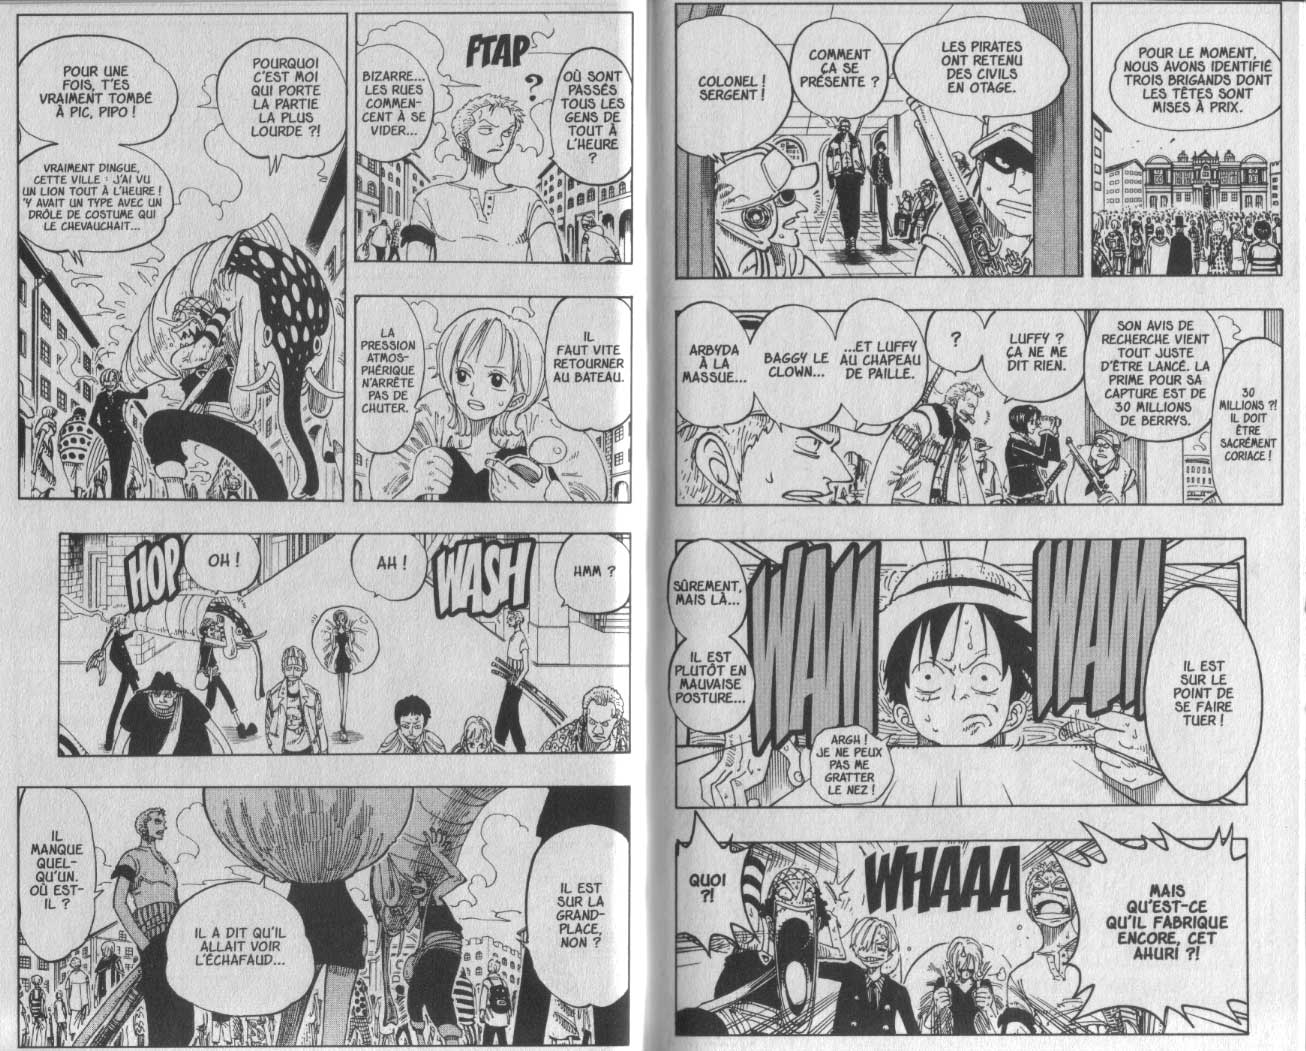 POUR UNE
FOIS, T'ES
VRAIMENT TOMBÉ
À PIC, PIPO !
POURQUOI
C'EST MOI
QUI PORTE
LA PARTIE
LA PLUS
LOURDE ?!
VRAIMENT DINGUE,
CETTE VILLE : J'AI VU
UN LION TOUT À L'HEURE !
'Y AVAIT UN TYPE AVEC UN
DRÔLE DE COSTUME QUI
LE CHEVAUCHAIT...
FTAP
?
BIZARRE...
LES RUES
COMMEN-
CENT À SE
VIDER...
OÙ SONT
PASSÉS
TOUS LES
GENS DE
TOUT À
L'HEURE
?
LA
PRESSION
ATMOS-
PHÉRIQUE
N'ARRÊTE
PAS DE
CHUTER.
IL
FAUT VITE
RETOURNER
AU BATEAU.
HOP
OH !
AH !
WASH
HMM ?
IL
MANQUE
QUEL-
QU'UN.
OÙ EST-
IL ?
IL A DIT QU'IL
ALLAIT VOIR
L'ÉCHAFAUD...
IL EST
SUR LA
GRAND-
PLACE,
NON ?
COLONEL !
SERGENT !
COMMENT
ÇA SE
PRÉSENTE ?
LES PIRATES
ONT RETENU
DES CIVILS
EN OTAGE.
POUR LE MOMENT,
NOUS AVONS IDENTIFIÉ
TROIS BRIGANDS DONT
LES TÊTES SONT
MISES À PRIX.
ARBYDA
À LA
MASSUE...
BAGGY LE
CLOWN...
...ET LUFFY
AU CHAPEAU
DE PAILLE.
?
LUFFY ?
ÇA NE ME
DIT RIEN.
SON AVIS DE
RECHERCHE VIENT
TOUT JUSTE
D'ÊTRE LANCÉ. LA
PRIME POUR SA
CAPTURE EST DE
30 MILLIONS
DE BERRYS.
30
MILLIONS ?!
IL DOIT
ÊTRE
SACRÉMENT
CORIACE !
SÛREMENT,
MAIS LÀ...
IL EST
PLUTÔT EN
MAUVAISE
POSTURE...
WAM
ARGH !
JE NE PEUX
PAS ME
GRATTER
LE NEZ !
WAM
IL EST
SUR LE
POINT DE
SE FAIRE
TUER !
QUOI
?!
WHAAA
MAIS
QU'EST-CE
QU'IL FABRIQUE
ENCORE, CET
AHURI ?!